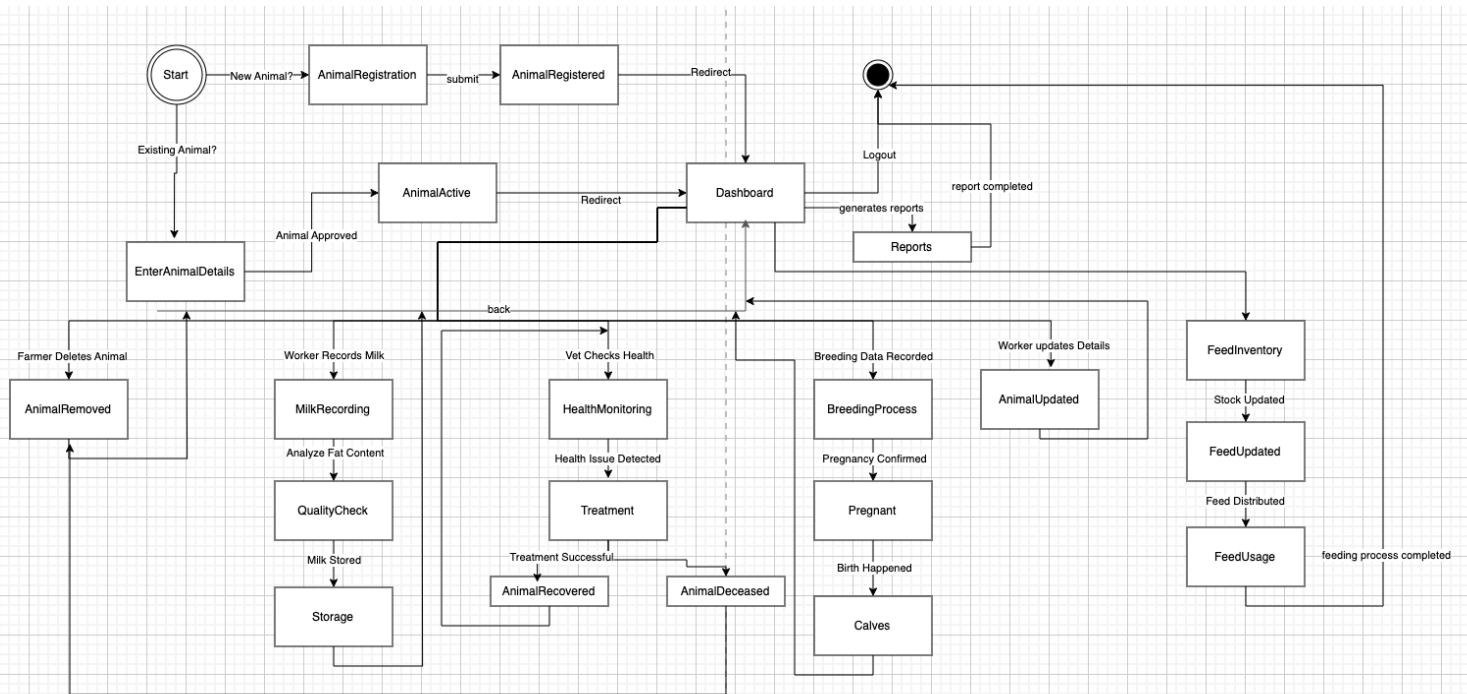 Start
New Animal?
AnimalRegistration
submit
AnimalRegistered
Redirect
Existing Animal?
Logout
AnimalActive
Redirect
Dashboard
report completed
generates reports
Animal Approved
Reports
EnterAnimalDetails
back
Farmer Deletes Animal
Worker Records Milk
Vet Checks Health
Breeding Data Recorded
Worker updates Details
FeedInventory
AnimalRemoved
MilkRecording
HealthMonitoring
BreedingProcess
AnimalUpdated
Stock Updated
Analyze Fat Content
Health Issue Detected
Pregnancy Confirmed
FeedUpdated
QualityCheck
Treatment
Pregnant
Feed Distributed
Milk Stored
Treatment Successful
Birth Happened
FeedUsage
feeding process completed
Storage
AnimalRecovered
AnimalDeceased
Calves